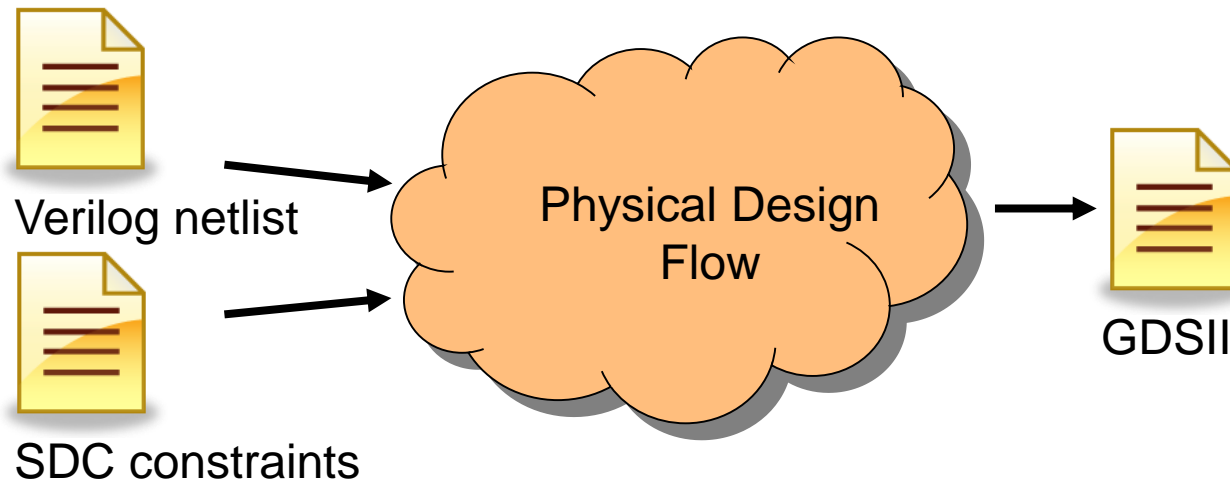 Verilog netlist
SDC constraints
Physical Design
Flow
GDSII